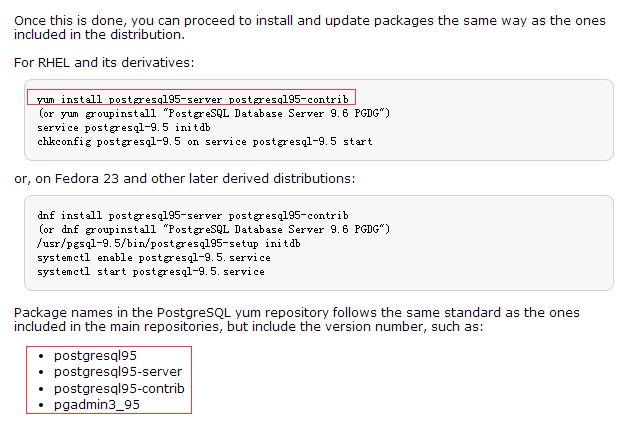 Once this is done, you can proceed to install and update packages the same way as the ones
included in the distribution.
For RHEL and its derivatives:
yum install postgresql95-server postgresql95-contrib
(or yum groupinstall "PostgreSQL Database Server 9.6 PGDG")
service postgresql-9.5 initdb
chkconfig postgresql-9.5 on service postgresql-9.5 start
or, on Fedora 23 and other later derived distributions:
dnf install postgresql95-server postgresql95-contrib
(or dnf groupinstall "PostgreSQL Database Server 9.6 PGDG")
/usr/pgsql-9.5/bin/postgresql95-setup initdb
systemctl enable postgresql-9.5.service
systemctl start postgresql-9.5.service
Package names in the PostgreSQL yum repository follows the same standard as the ones
included in the main repositories, but include the version number, such as:
• postgresql95
• postgresql95-server
• postgresql95-contrib
• pgadmin3_95